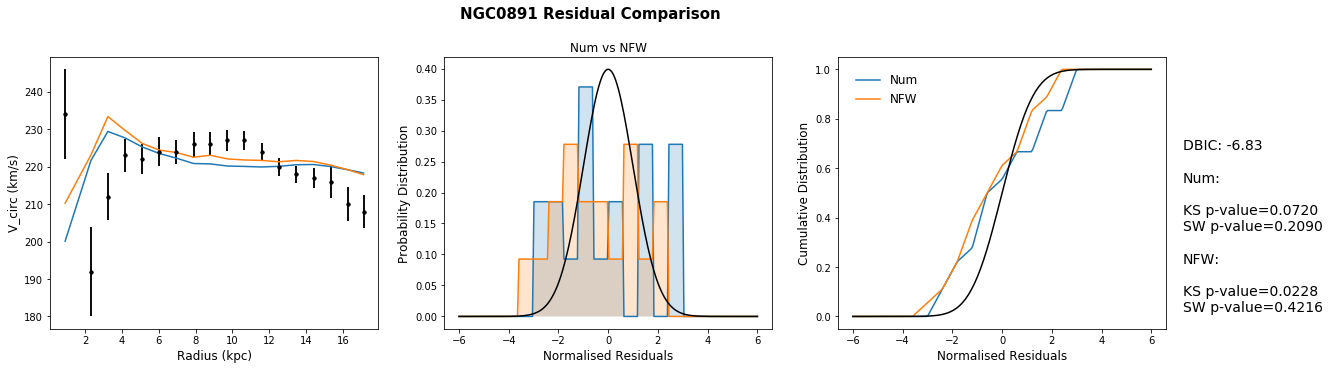 NGC0891 Residual Comparison
V_circ (km/s)
240
230
220
210
200
190
180
2 4 6 8 10 12 14 16
Radius (kpc)
Num vs NFW
Probability Distribution
0.40
0.35
0.30
0.25
0.20
0.15
0.10
0.05
0.00
−6 −4 −2 0 2 4 6
Normalised Residuals
Cumulative Distribution
1.0
0.8
0.6
0.4
0.2
0.0
−6 −4 −2 0 2 4 6
Normalised Residuals
Num
NFW
DBIC: -6.83
Num:
KS p-value=0.0720
SW p-value=0.2090
NFW:
KS p-value=0.0228
SW p-value=0.4216